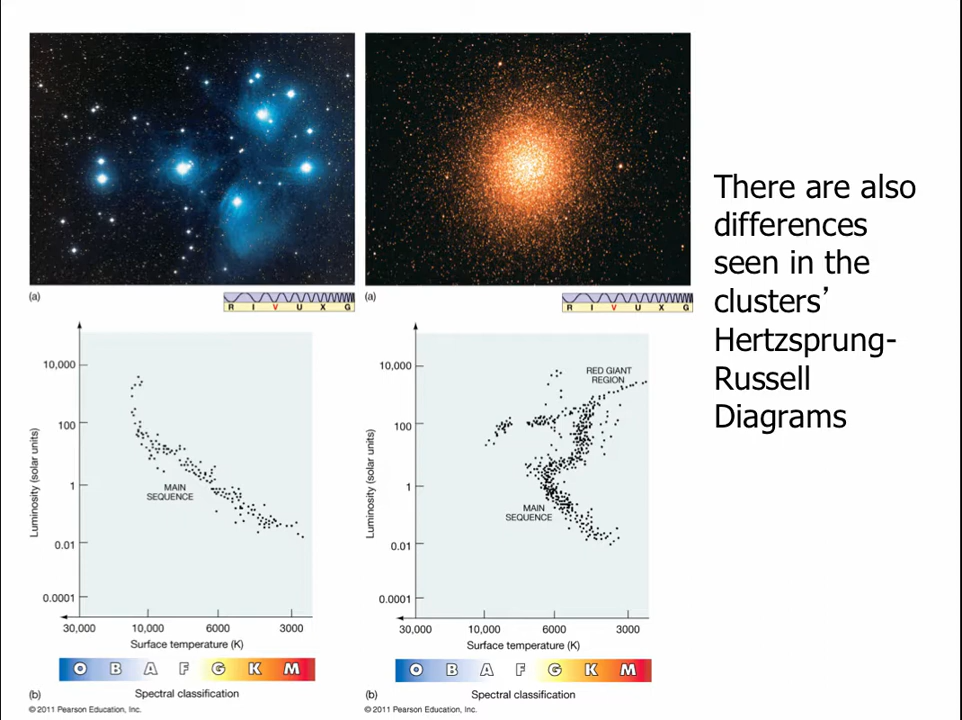 There are also
differences
seen in the
clusters’
Hertzsprung-
Russell
Diagrams
(a)
R I V U X G
10,000
100
1
0.01
0.0001
Luminosity (solar units)
MAIN
SEQUENCE
30,000 10,000 6000 3000
Surface temperature (K)
O B A F G K M
(b)
Spectral classification
© 2011 Pearson Education, Inc.
(a)
R I V U X G
10,000
100
1
0.01
0.0001
Luminosity (solar units)
RED GIANT
REGION
MAIN
SEQUENCE
30,000 10,000 6000 3000
Surface temperature (K)
O B A F G K M
(b)
Spectral classification
© 2011 Pearson Education, Inc.